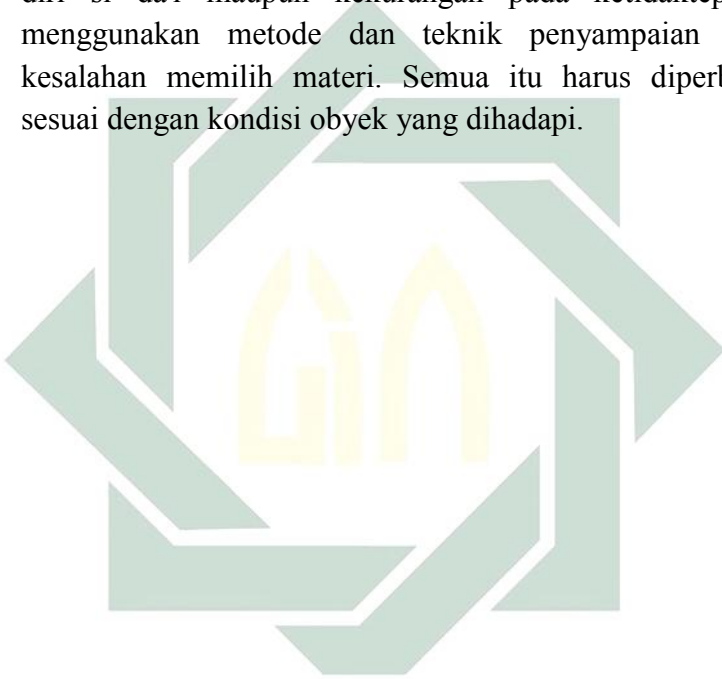 diri si da'i maupun kekurangan pada
menggunakan metode dan teknik penyampaian
kesalahan memilih materi. Semua itu harus
sesuai dengan kondisi obyek yang dihadapi.